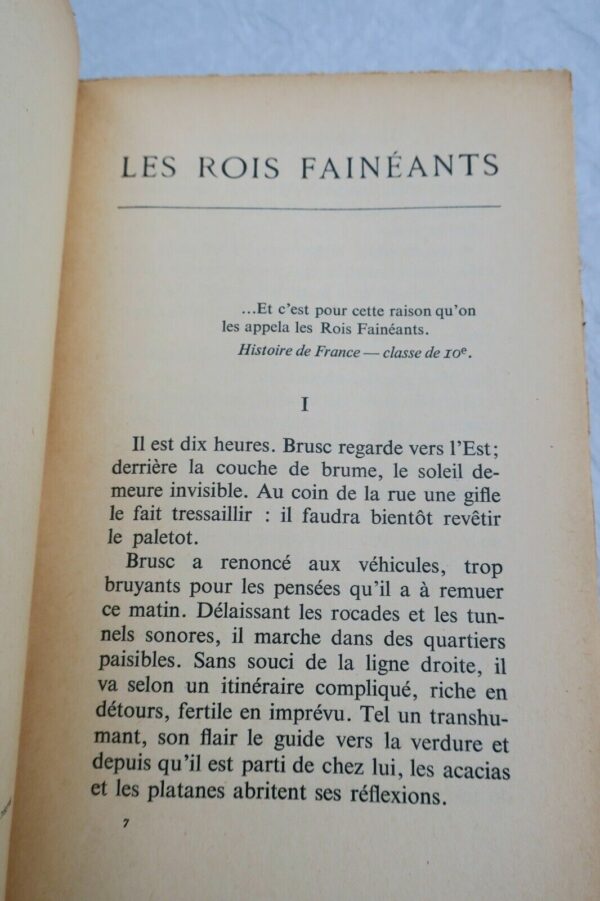 LES ROIS FAINÉANTS
...Et c'est pour cette raison qu'on
les appela les Rois Fainéants.
Histoire de France — classe de 10e.
I
Il est dix heures. Brusc regarde vers l'Est;
derrière la couche de brume, le soleil de-
meure invisible. Au coin de la rue une gifle
le fait tressaillir : il faudra bientôt revêtir
le paletot.
Brusc a renoncé aux véhicules, trop
bruyants pour les pensées qu'il a à remuer
ce matin. Délaissant les rocades et les tun-
nels sonores, il marche dans des quartiers
paisibles. Sans souci de la ligne droite, il
va selon un itinéraire compliqué, riche en
détours, fertile en imprévu. Tel un transhu-
mant, son flair le guide vers la verdure et
depuis qu'il est parti de chez lui, les acacias
et les platanes abritent ses réflexions.
7